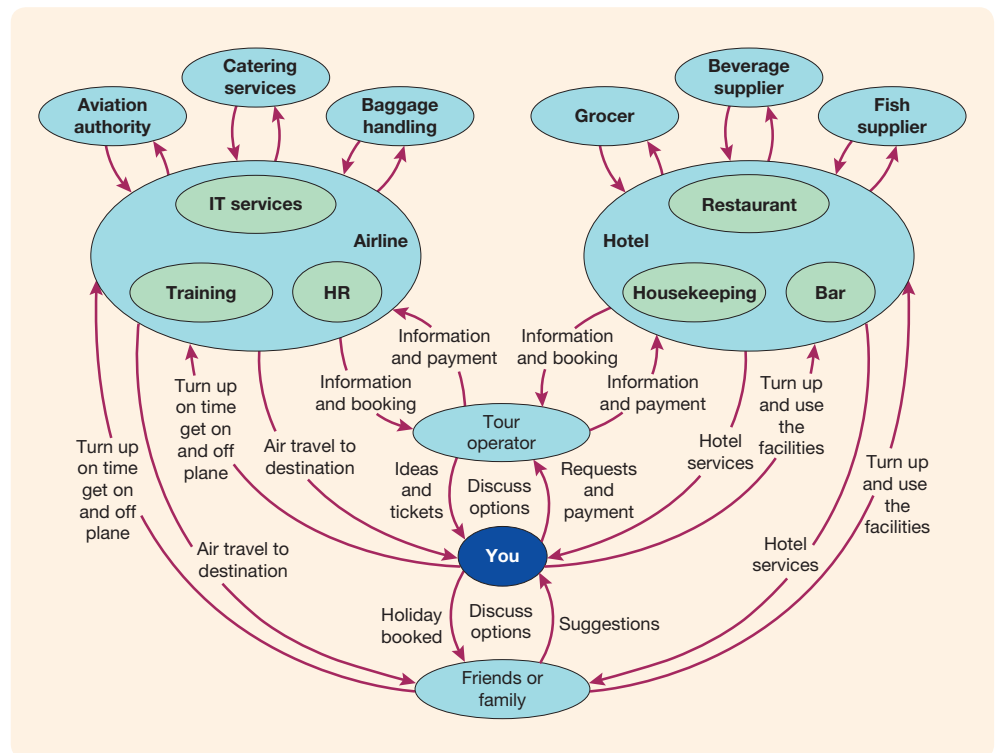 Catering
services
Beverage
supplier
Aviation
authority
Baggage
handling
Grocer
Fish
supplier
IT services
Airline
Training
HR
Restaurant
Hotel
Housekeeping
Bar
Information
and payment
Information
and booking
Information
and booking
Information
and payment
Turn up
on time
get on
and off
plane
Turn up
and use
the
facilities
Tour
operator
Turn up
on time
get on
and off
plane
Air travel to
destination
Hotel
services
Turn up
and use
the
facilities
Ideas
and
tickets
Discuss
options
Requests
and
payment
You
Air travel to
destination
Hotel
services
Holiday
booked
Discuss
options
Suggestions
Friends or
family